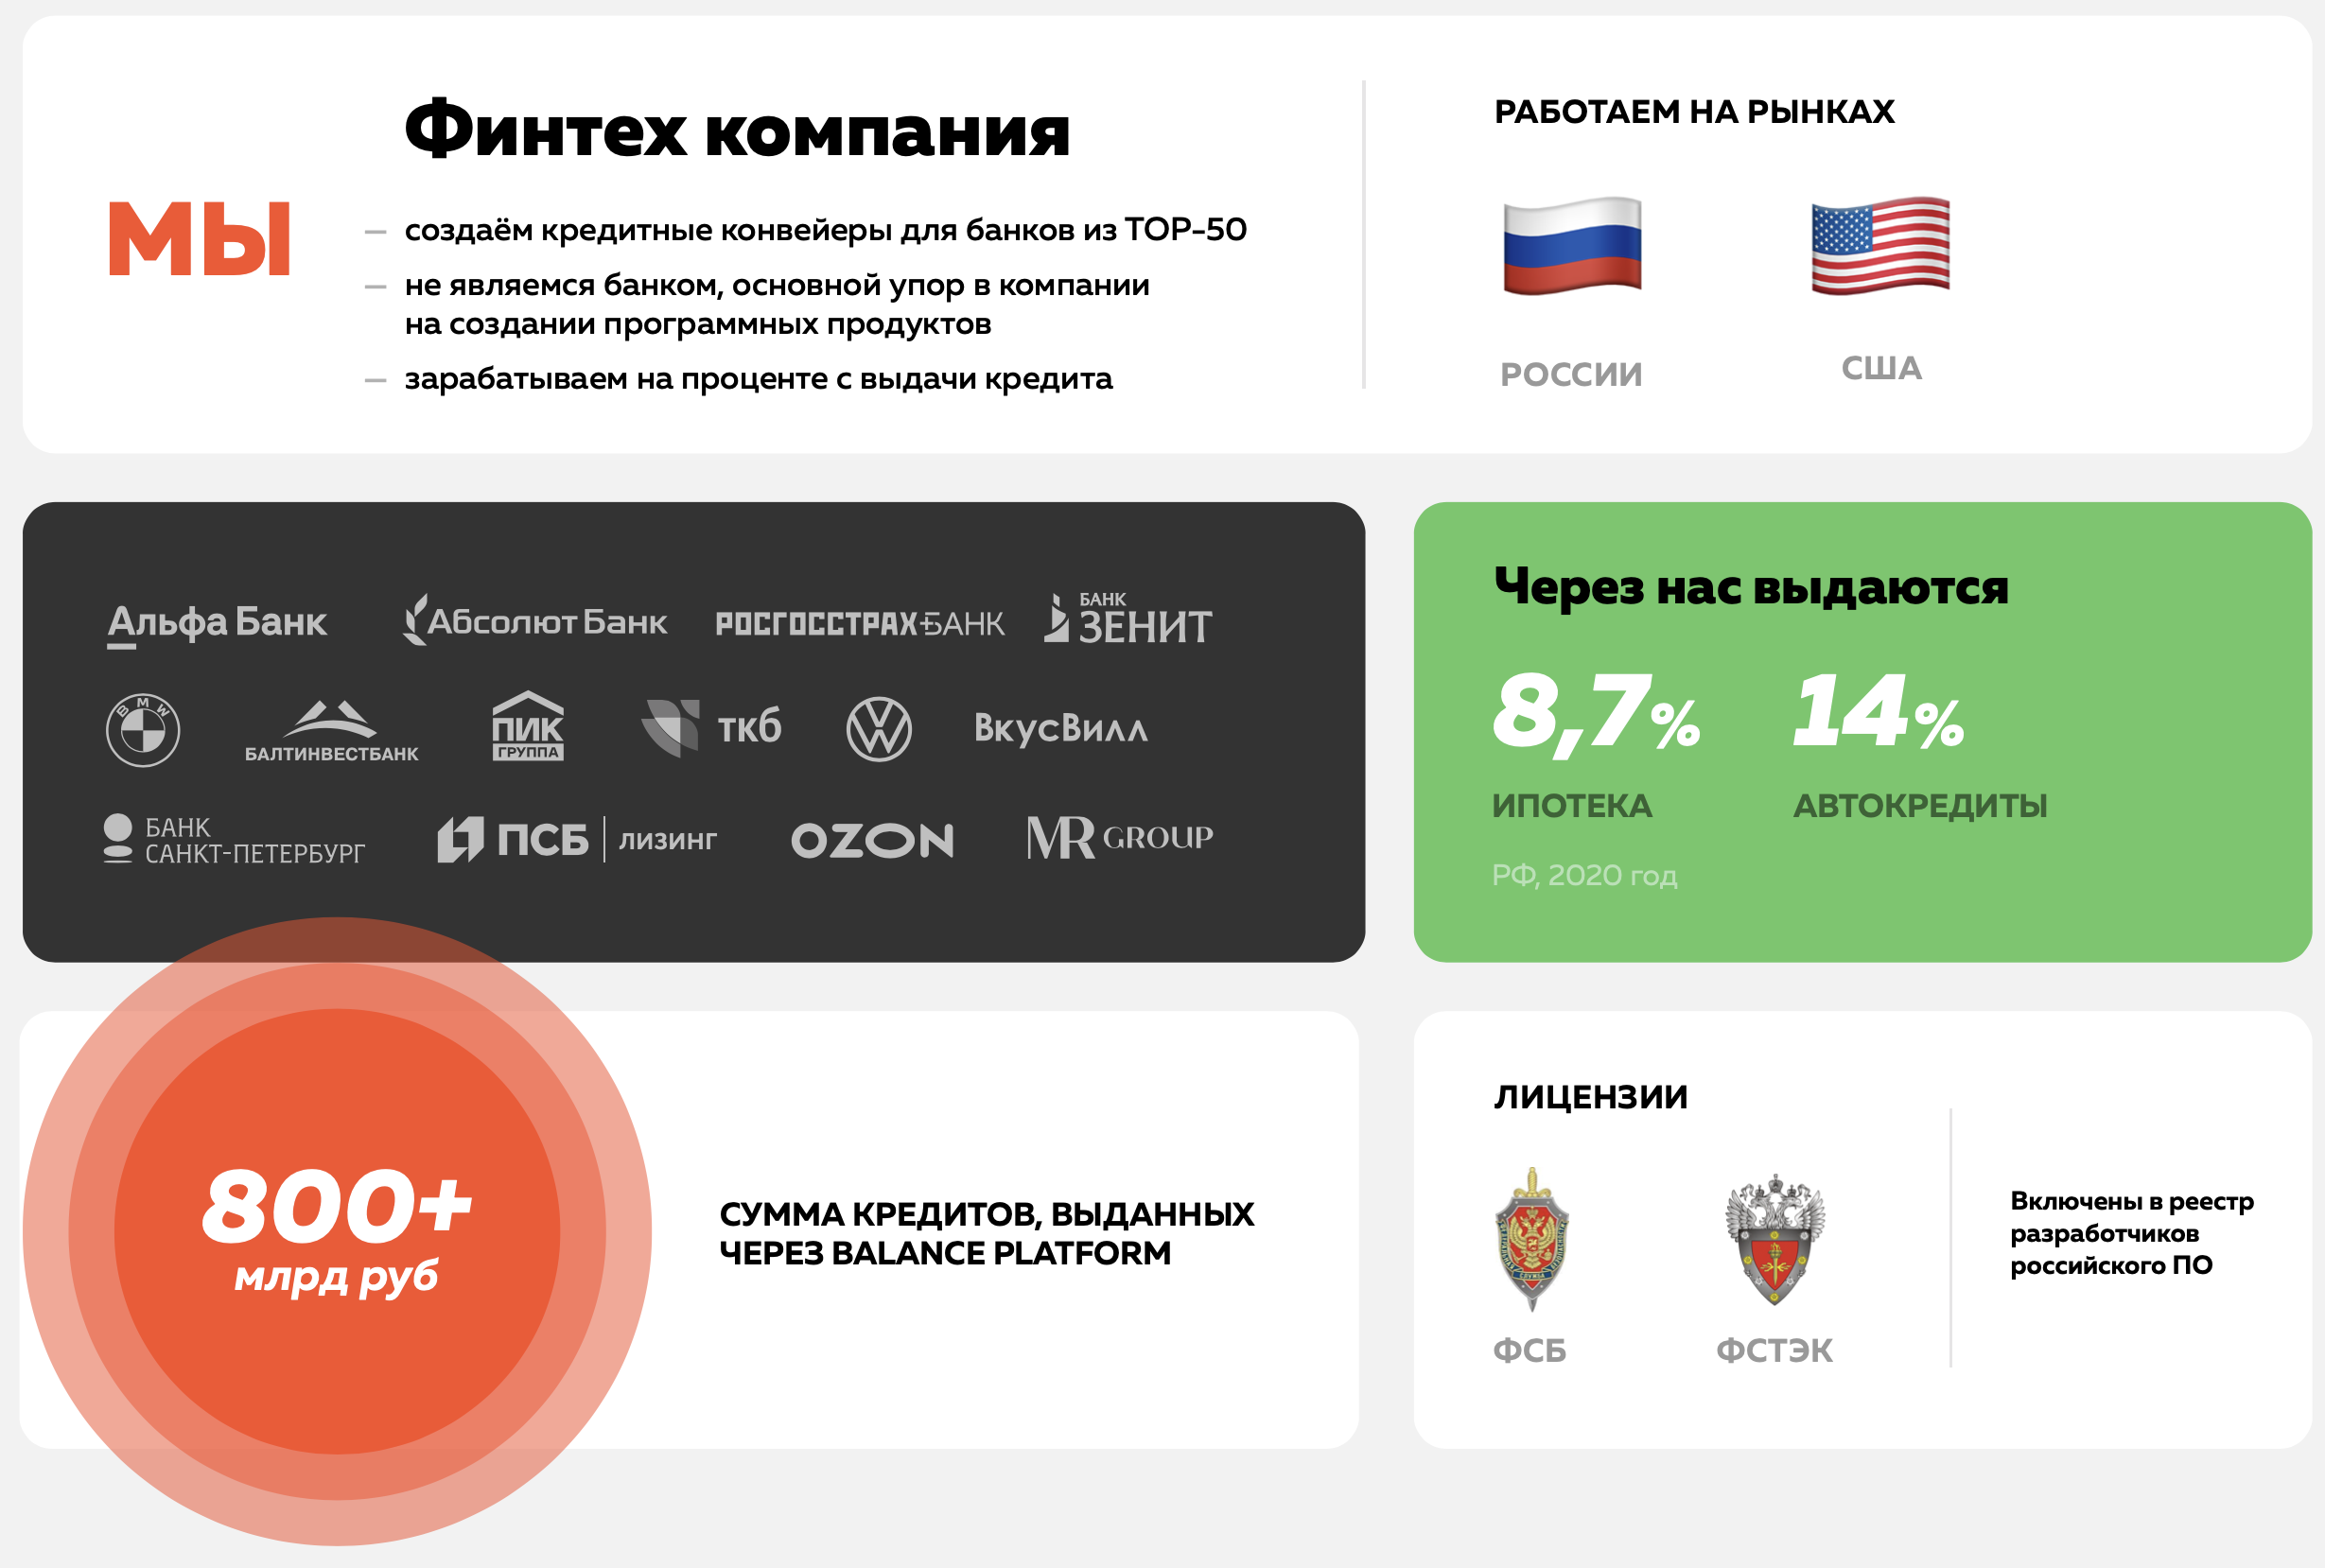 МЫ
Финтех компания
— создаём кредитные конвейеры для банков из TOP-50
— не являемся банком, основной упор в компании
на создании программных продуктов
— зарабатываем на проценте с выдачи кредита
РАБОТАЕМ НА РЫНКАХ
РОССИИ
США
Альфа Банк
Абсолют Банк
РОСГОССТРАХ БАНК
БАНК
ЗЕНИТ
BMW
БАЛТИНВЕСТБАНК
ПИК
ГРУППА
ткб
VW
ВкусВилл
БАНК
САНКТ-ПЕТЕРБУРГ
ПСБ | лизинг
OZON
MR GROUP
Через нас выдаются
8,7%
ИПОТЕКА
14%
АВТОКРЕДИТЫ
РФ, 2020 год
800+
млрд руб
СУММА КРЕДИТОВ, ВЫДАННЫХ
ЧЕРЕЗ BALANCE PLATFORM
ЛИЦЕНЗИИ
ФСБ
ФСТЭК
Включены в реестр
разработчиков
российского ПО